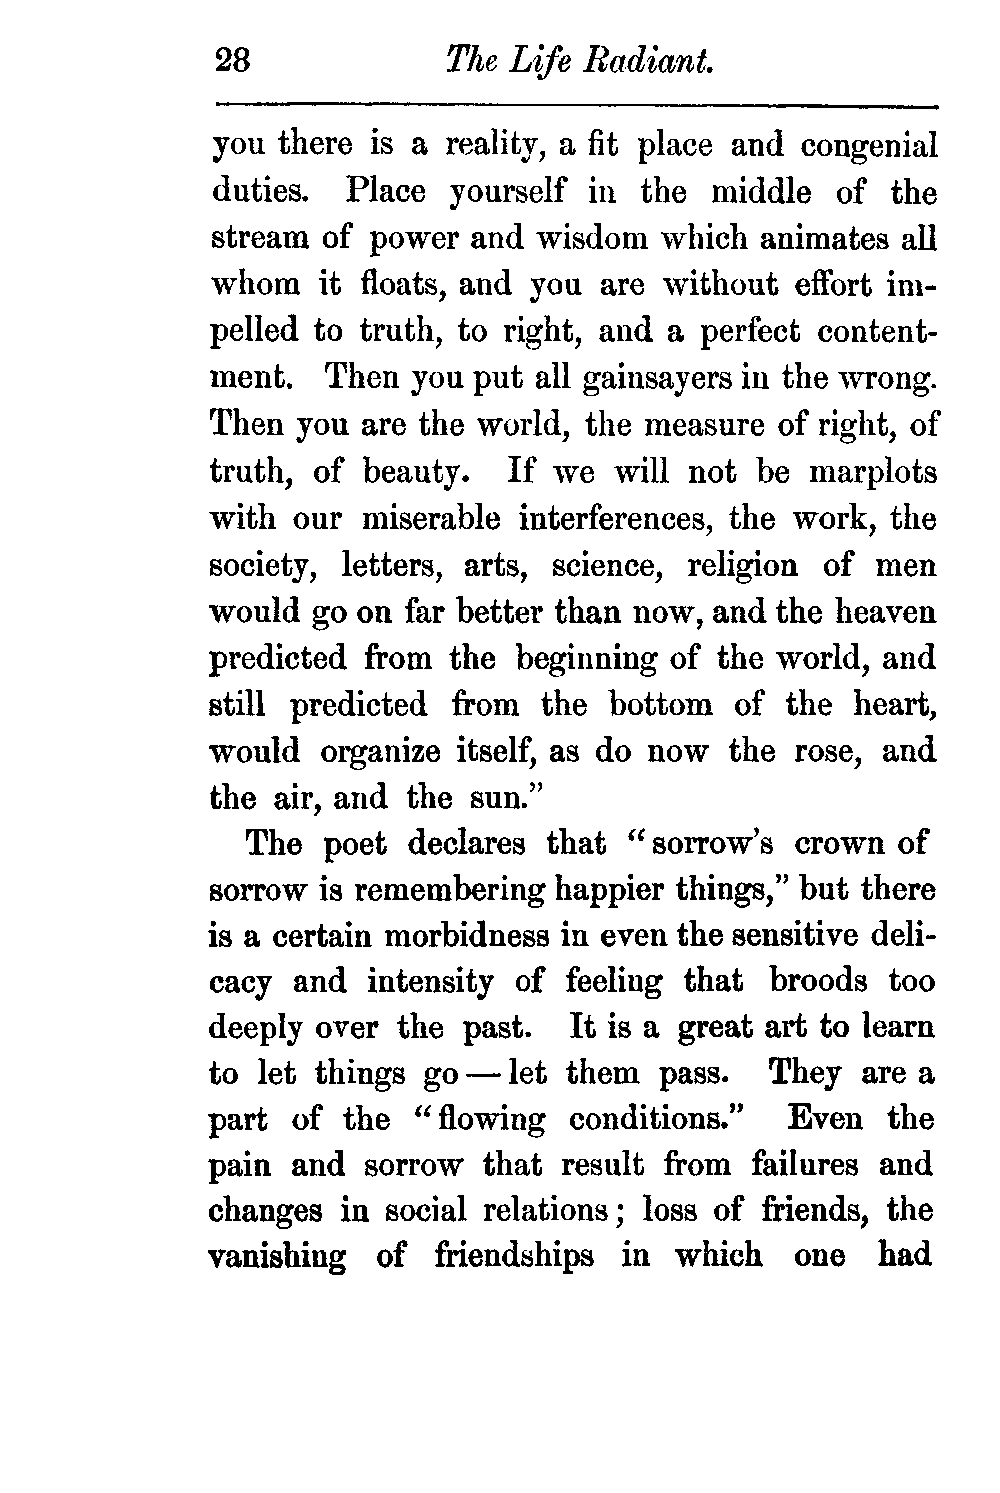 28 The Life Radiant.
you there is a reality, a fit place and congenial
duties. Place yourself in the middle of the
stream of power and wisdom which animates all
whom it floats, and you are without effort im-
pelled to truth, to right, and a perfect content-
ment. Then you put all gainsayers in the wrong.
Then you are the world, the measure of right, of
truth, of beauty. If we will not be marplots
with our miserable interferences, the work, the
society, letters, arts, science, religion of men
would go on far better than now, and the heaven
predicted from the beginning of the world, and
still predicted from the bottom of the heart,
would organize itself, as do now the rose, and
the air, and the sun.”
The poet declares that “sorrow’s crown of
sorrow is remembering happier things,” but there
is a certain morbidness in even the sensitive deli-
cacy and intensity of feeling that broods too
deeply over the past. It is a great art to learn
to let things go — let them pass. They are a
part of the “flowing conditions.” Even the
pain and sorrow that result from failures and
changes in social relations; loss of friends, the
vanishing of friendships in which one had